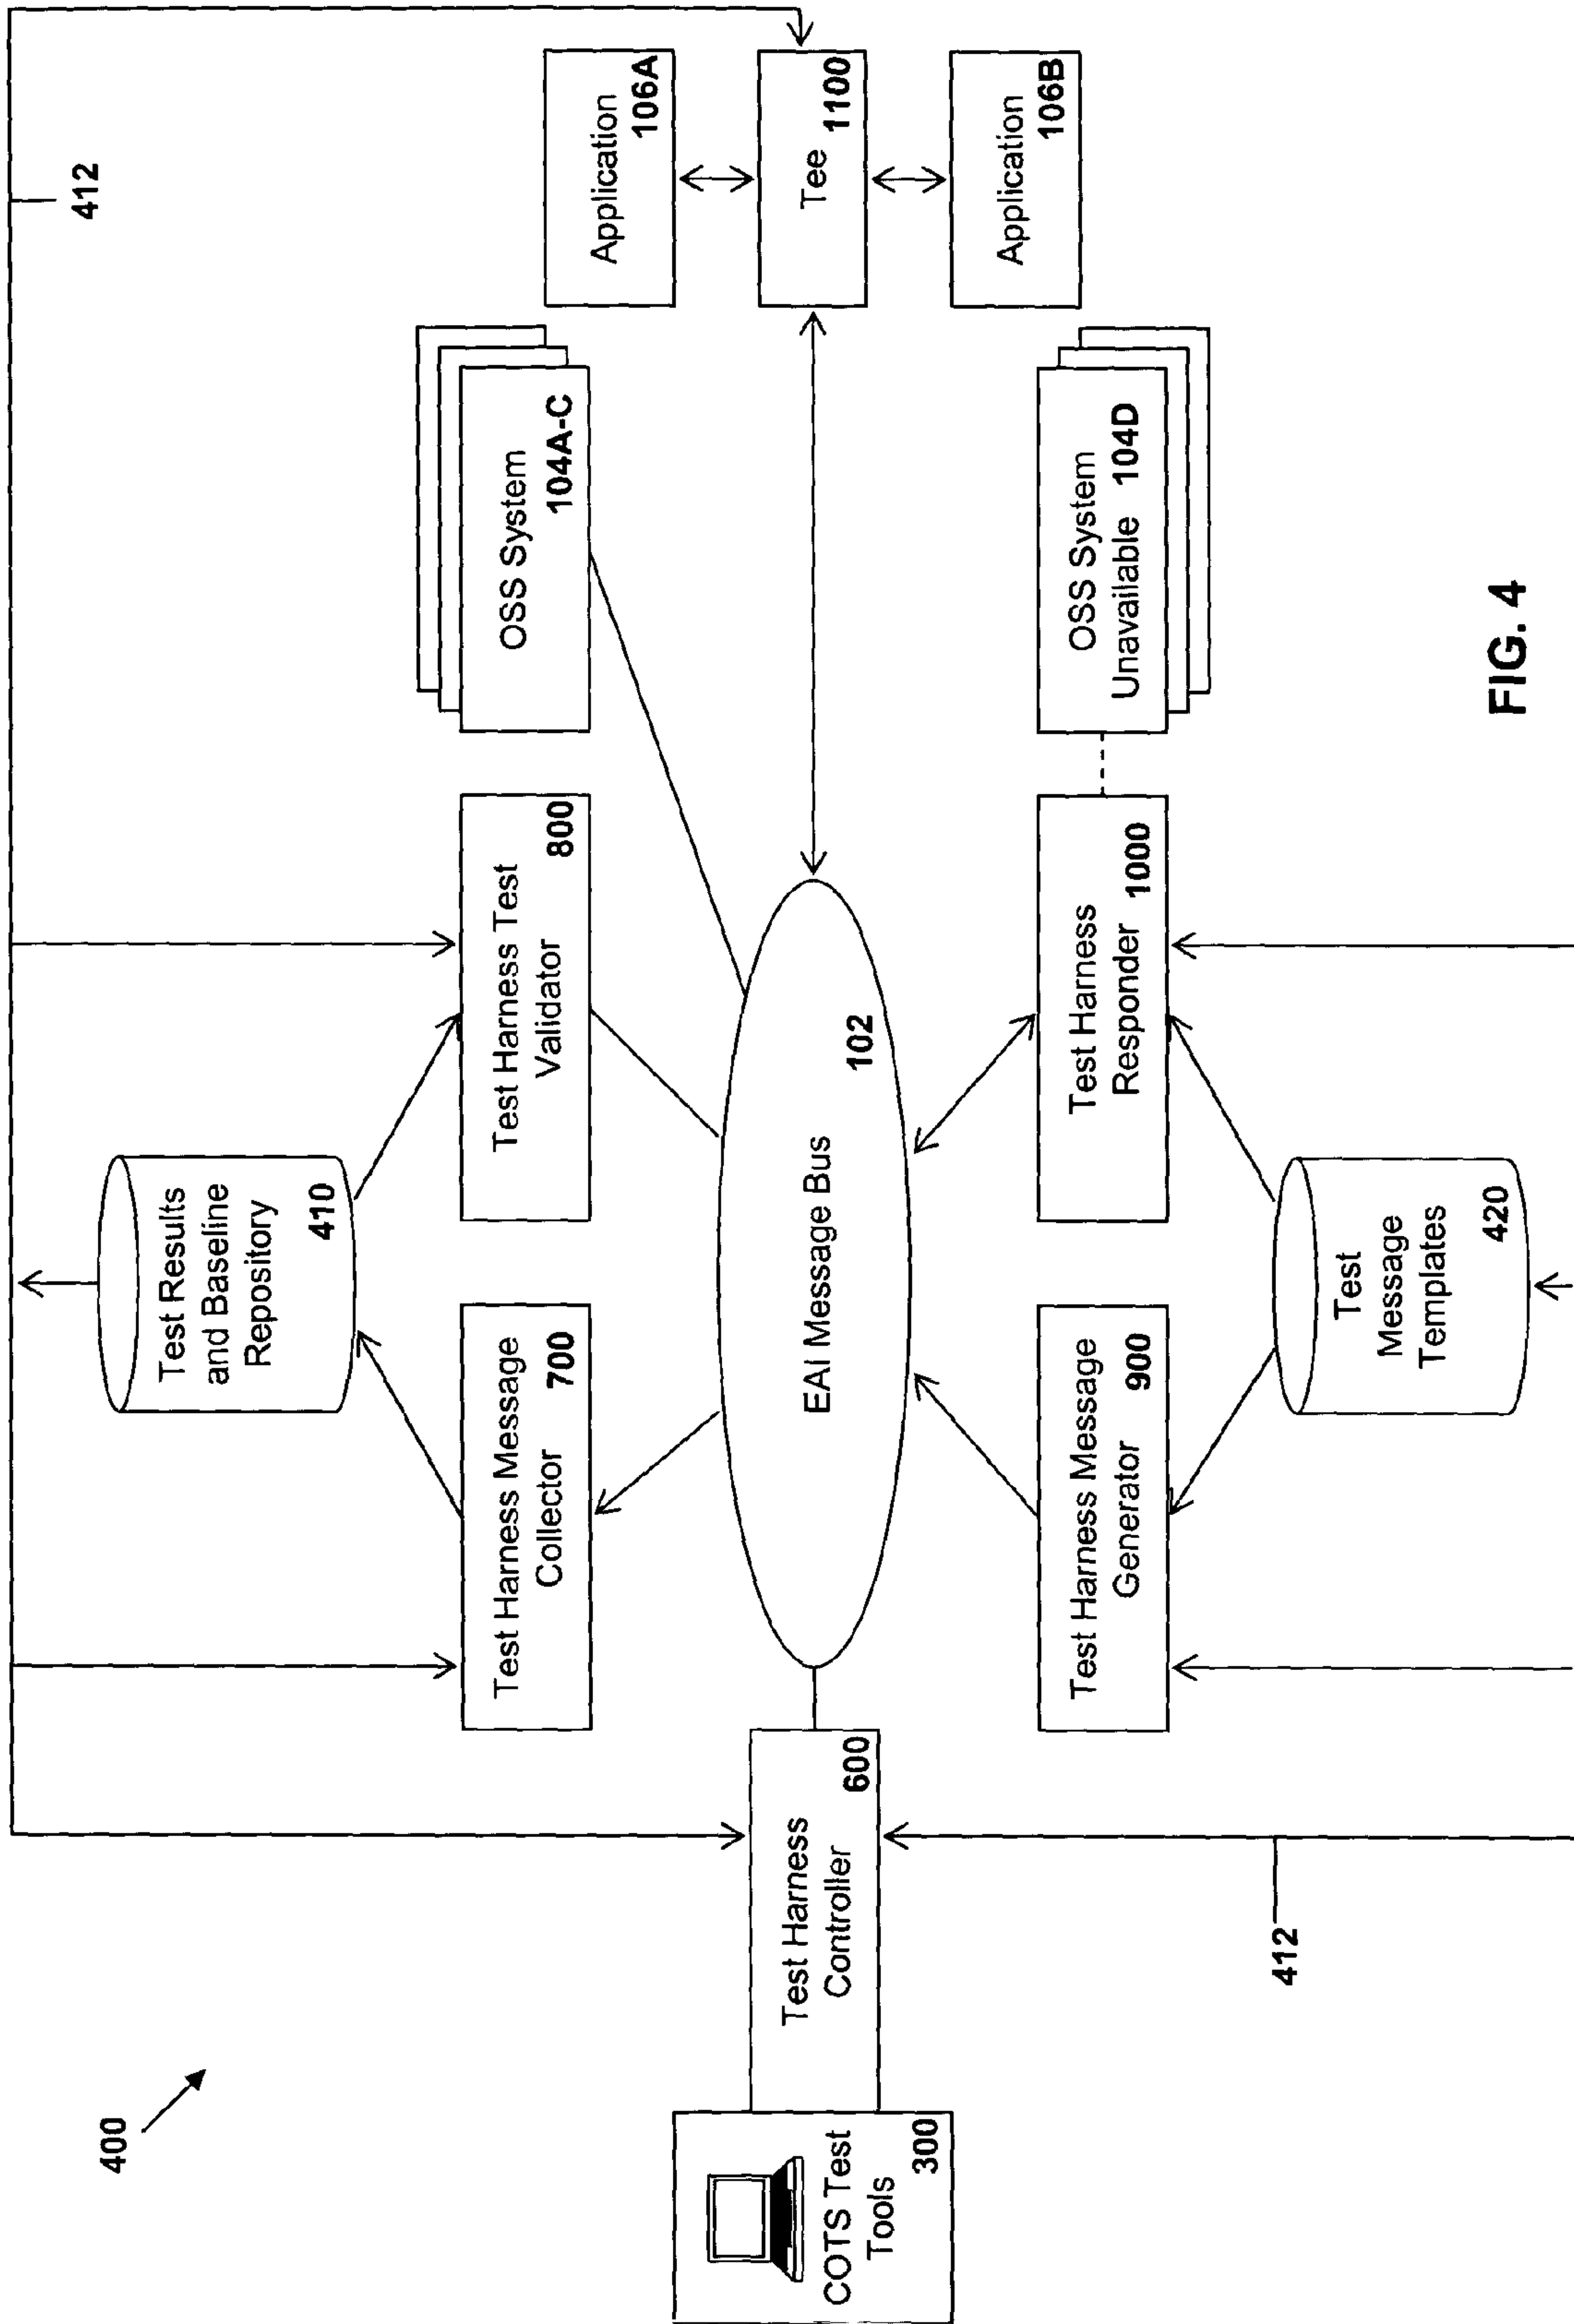 400
412
Test Results
and Baseline
Repository
410
Test Harness Message
Collector
700
Test Harness Test
Validator
800
OSS System
104A-C
Application
106A
COTS Test
Tools
300
Test Harness
Controller
600
EAI Message Bus
102
Tee
1100
Test Harness Message
Generator
900
Test Harness
Responder
1000
OSS System
Unavailable
104D
Application
106B
412
Test
Message
Templates
420
FIG. 4